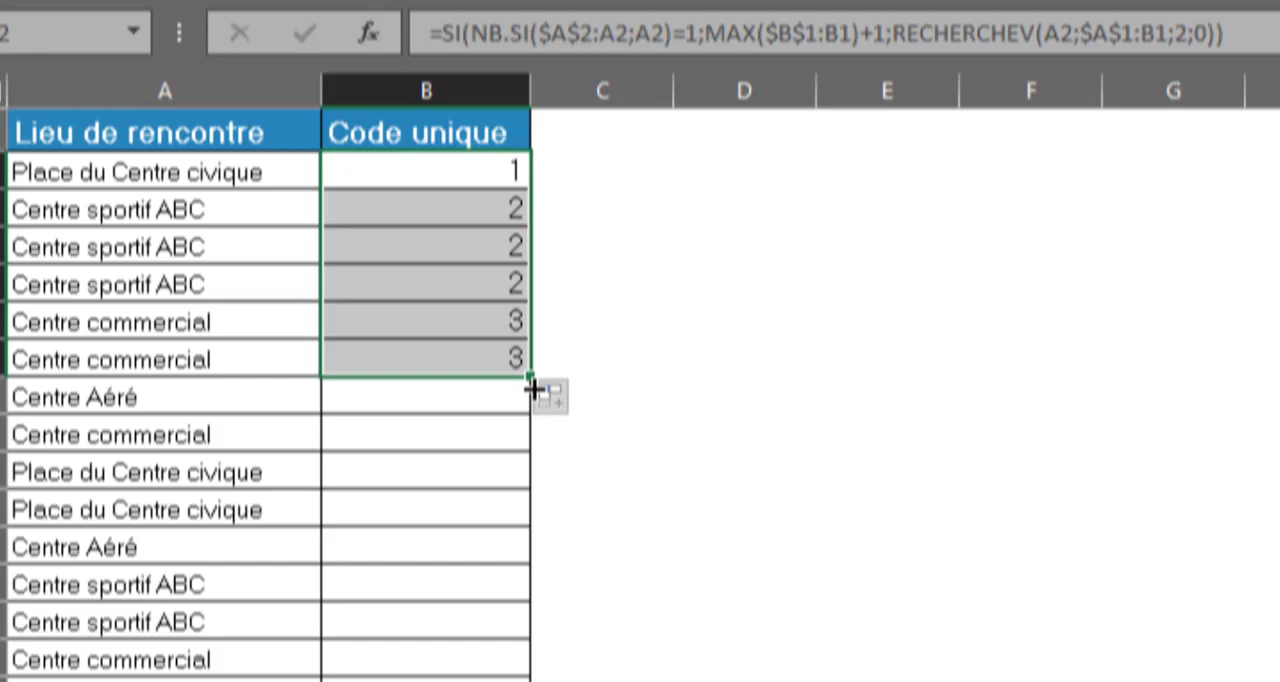 2 fx =SI(NB.SI($A$2:A2;A2)=1;MAX($B$1:B1)+1;RECHERCHEV(A2;$A$1:B1;2;0))
A B C D E F G
Lieu de rencontre Code unique
Place du Centre civique 1
Centre sportif ABC 2
Centre sportif ABC 2
Centre sportif ABC 2
Centre commercial 3
Centre commercial 3
Centre Aéré
Centre commercial
Place du Centre civique
Place du Centre civique
Centre Aéré
Centre sportif ABC
Centre sportif ABC
Centre commercial